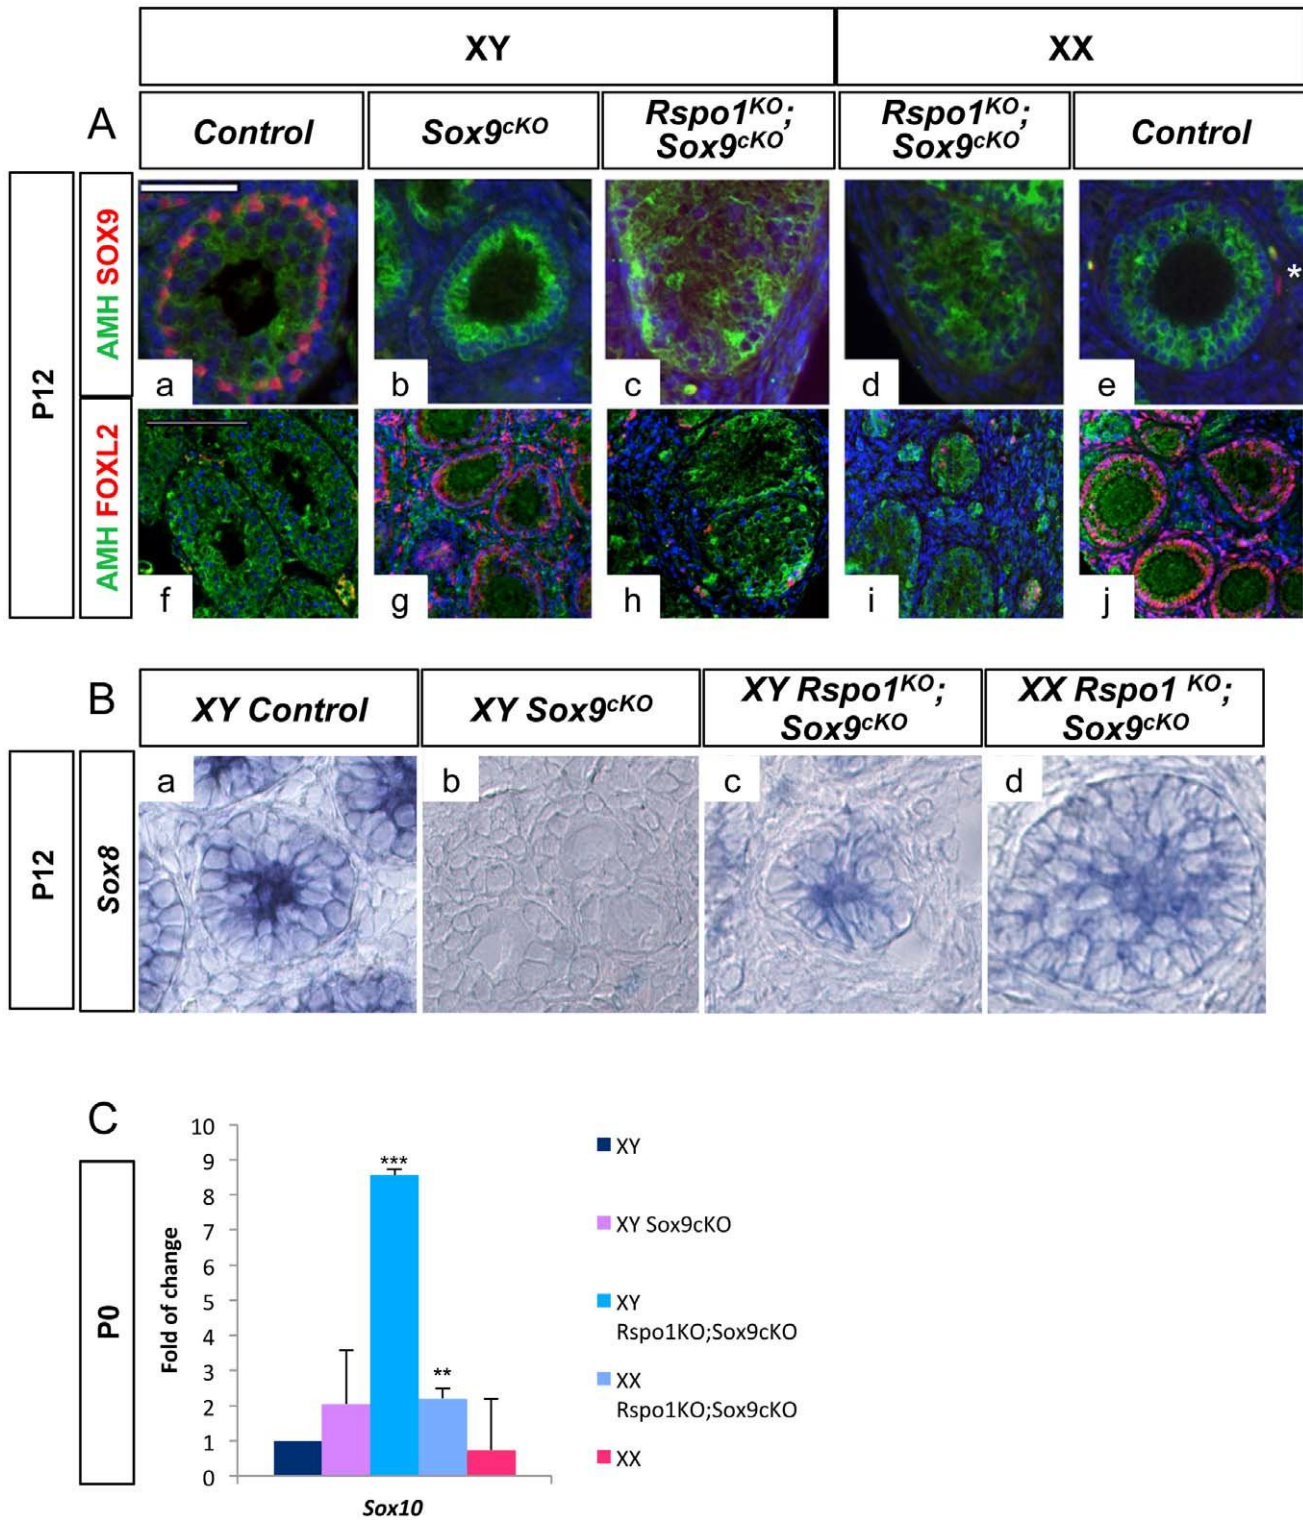 XY XX
A Control Sox9cKO Rspo1KO; Sox9cKO Rspo1KO; Sox9cKO Control
P12
AMH SOX9
a b c d e *
AMH FOXL2
f g h i j
B XY Control XY Sox9cKO XY Rspo1KO; Sox9cKO XX Rspo1 KO; Sox9cKO
P12
Sox8
a b c d
C
P0
Fold of change
10
9
8
7
6
5
4
3
2
1
0
***
**
Sox10
XY
XY Sox9cKO
XY
Rspo1KO;Sox9cKO
XX
Rspo1KO;Sox9cKO
XX